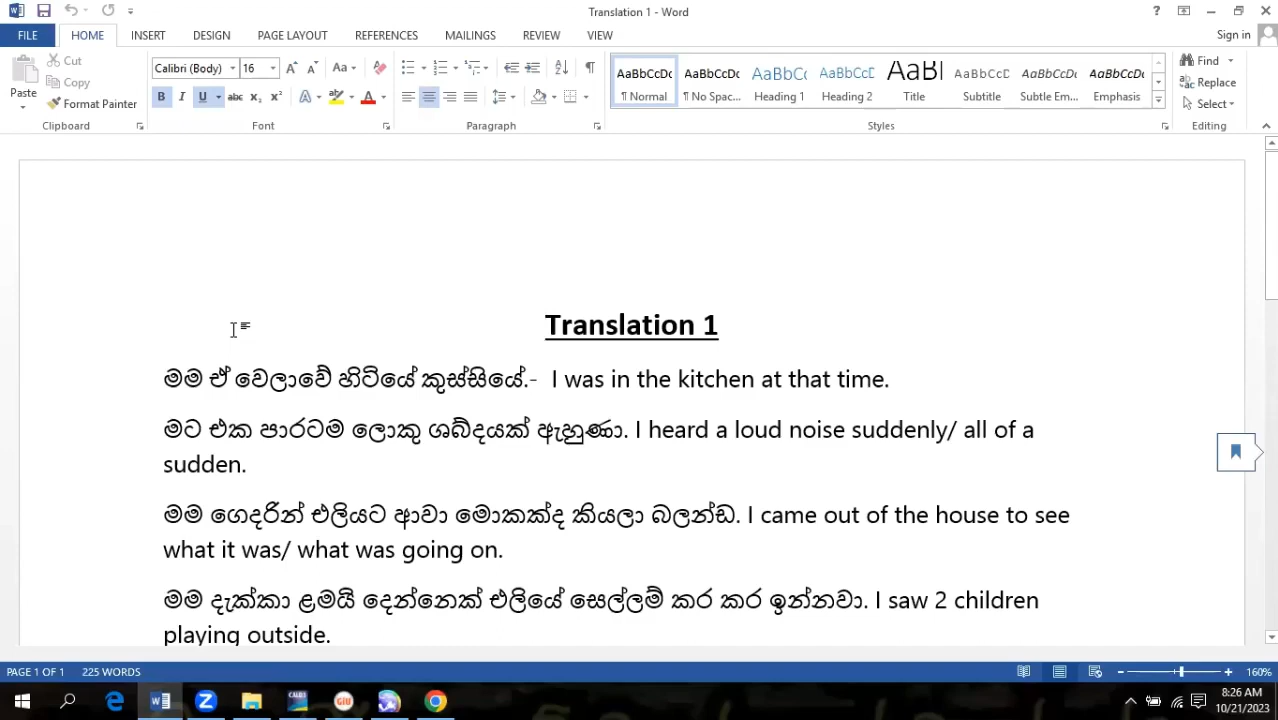 Translation 1 - Word
Sign in
FILE HOME INSERT DESIGN PAGE LAYOUT REFERENCES MAILINGS REVIEW VIEW
Cut
Copy
Paste
Format Painter
Clipboard
Calibri (Body) 16
Font
Paragraph
AaBbCcDc AaBbCcDc AaBbCc AaBbCcD AaBl AaBbCcD AaBbCcDc AaBbCcDc
¶ Normal ¶ No Spac... Heading 1 Heading 2 Title Subtitle Subtle Em... Emphasis
Styles
Find
Replace
Select
Editing
Translation 1
මම ඒ වෙලාවේ හිටියේ කුස්සියේ.- I was in the kitchen at that time.
මට එක පාරටම ලොකු ශබ්දයක් ඇහුණා. I heard a loud noise suddenly/ all of a
sudden.
මම ගෙදරින් එලියට ආවා මොකක්ද කියලා බලන්ඩ. I came out of the house to see
what it was/ what was going on.
මම දැක්කා ළමයි දෙන්නෙක් එලියේ සෙල්ලම් කර කර ඉන්නවා. I saw 2 children
playing outside.
PAGE 1 OF 1 225 WORDS
160%
8:26 AM
10/21/2023